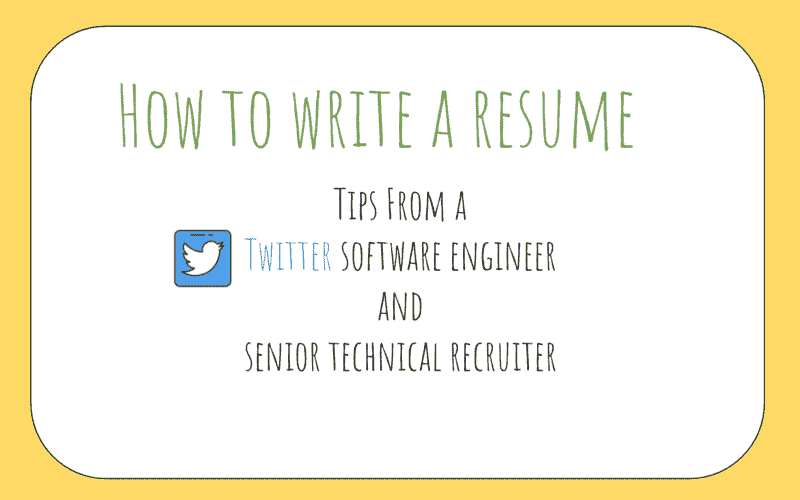 How to write a resume
Tips From a
Twitter software engineer
and
senior technical recruiter